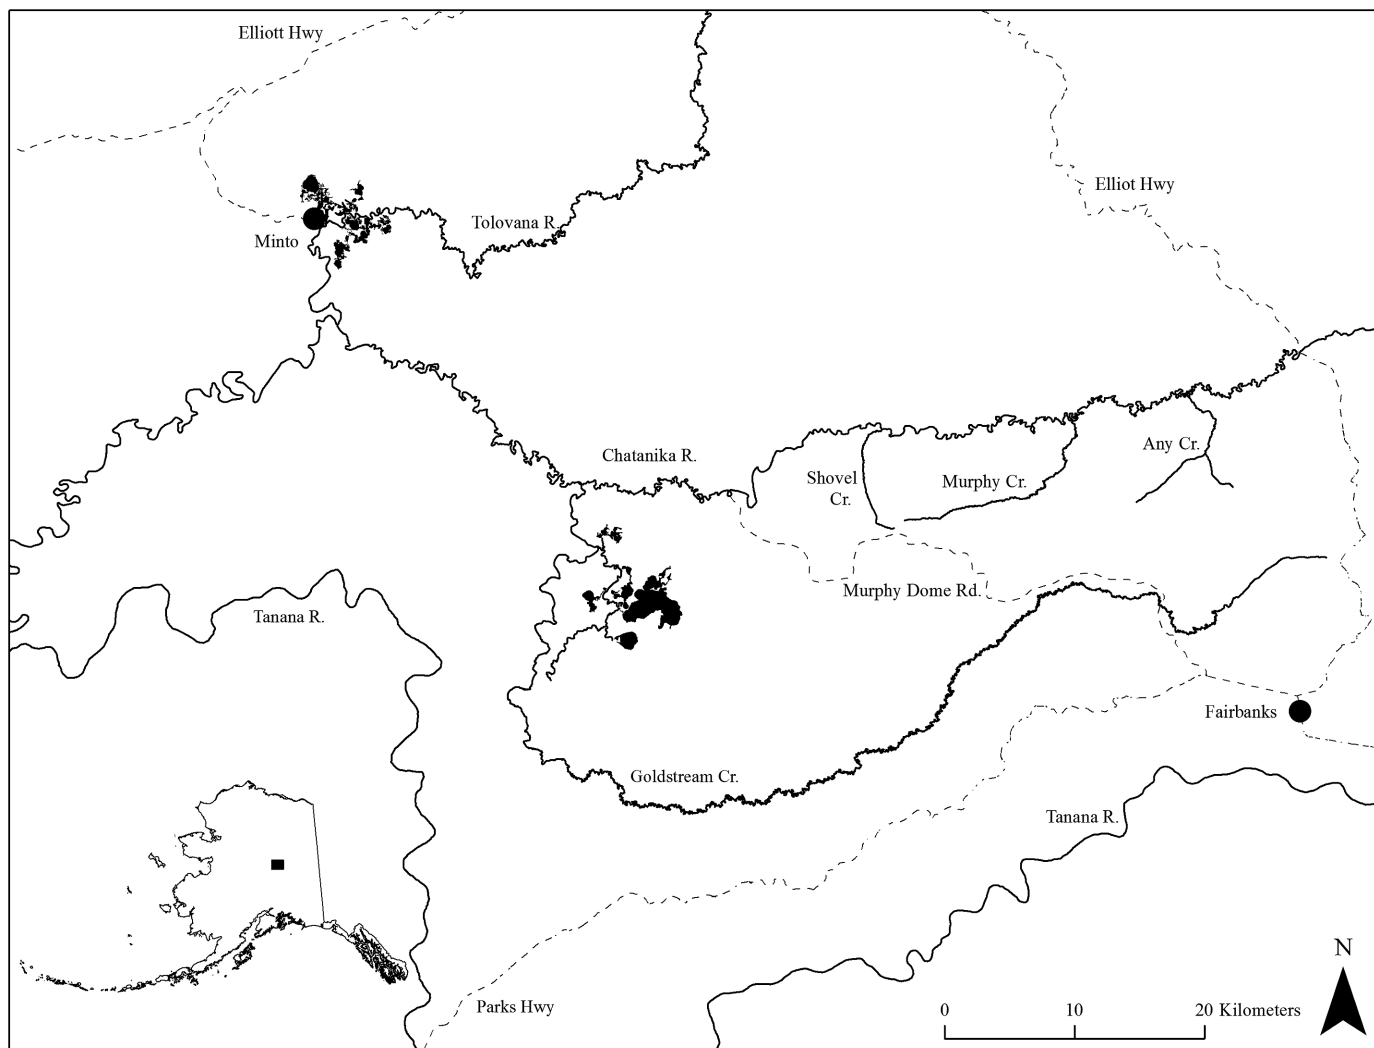 Elliott Hwy
Elliot Hwy
Tolovana R.
Minto
Any Cr.
Chatanika R.
Shovel
Cr.
Murphy Cr.
Murphy Dome Rd.
Tanana R.
Fairbanks
Goldstream Cr.
Tanana R.
N
Parks Hwy
0 10 20 Kilometers